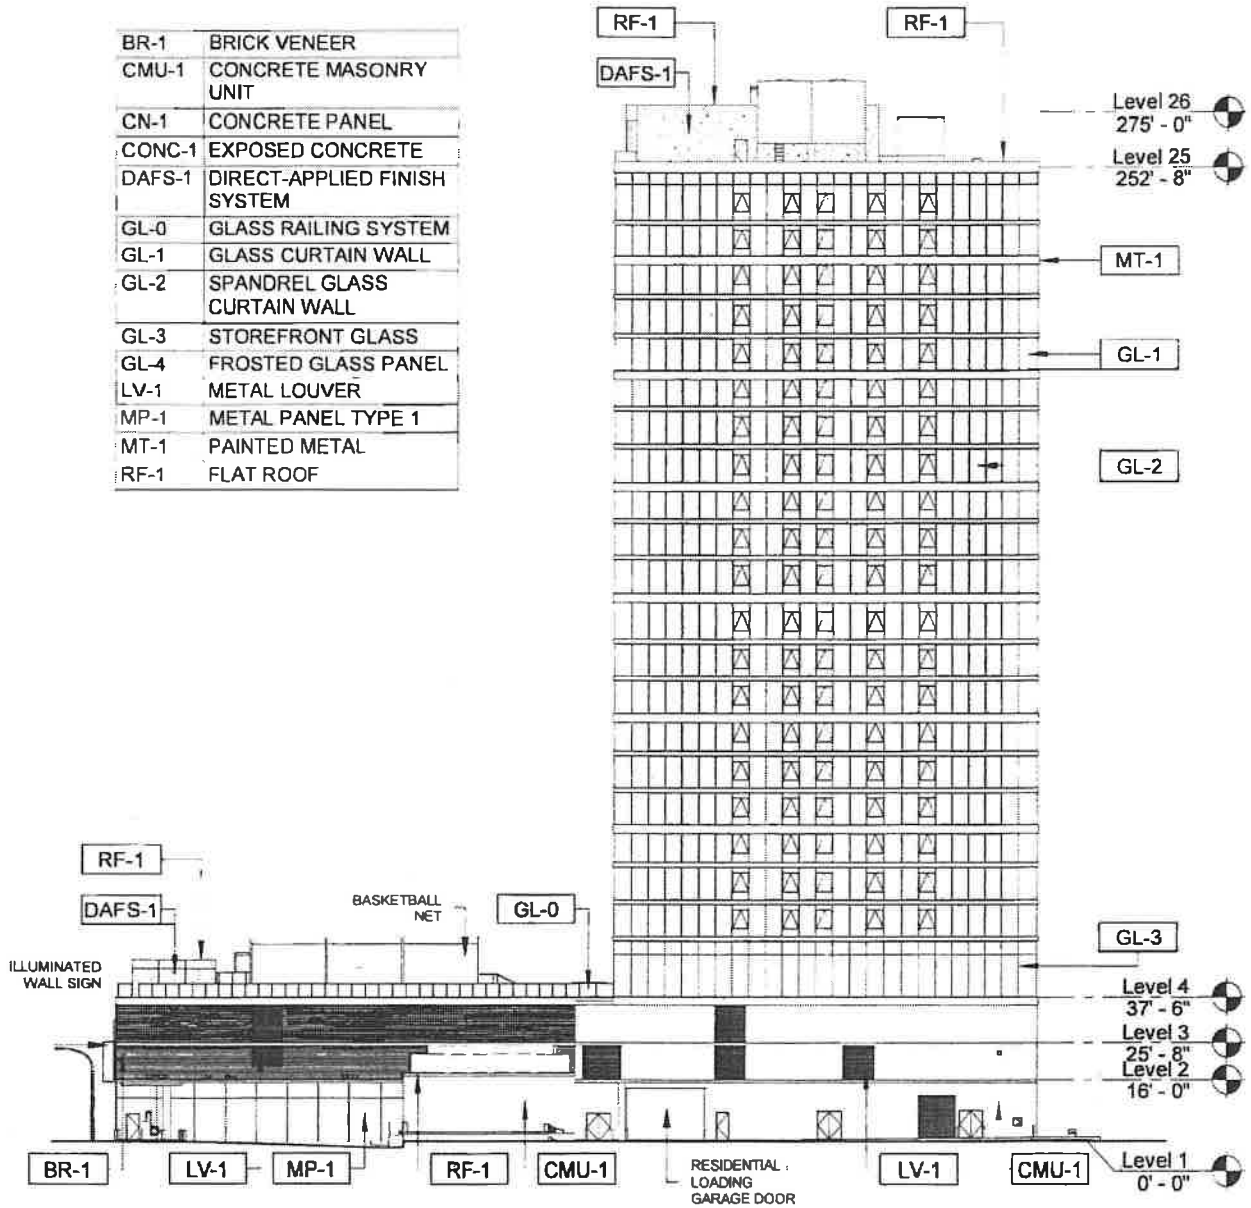 RF-1
RF-1
BR-1 BRICK VENEER
CMU-1 CONCRETE MASONRY
UNIT
CN-1 CONCRETE PANEL
CONC-1 EXPOSED CONCRETE
DAFS-1 DIRECT-APPLIED FINISH
SYSTEM
GL-0 GLASS RAILING SYSTEM
GL-1 GLASS CURTAIN WALL
GL-2 SPANDREL GLASS
CURTAIN WALL
GL-3 STOREFRONT GLASS
GL-4 FROSTED GLASS PANEL
LV-1 METAL LOUVER
MP-1 METAL PANEL TYPE 1
MT-1 PAINTED METAL
RF-1 FLAT ROOF
DAFS-1
Level 26
275' - 0"
Level 25
252' - 8"
MT-1
GL-1
GL-2
RF-1
DAFS-1
BASKETBALL
NET
GL-0
GL-3
ILLUMINATED
WALL SIGN
Level 4
37' - 6"
Level 3
25' - 8"
Level 2
16' - 0"
BR-1
LV-1
MP-1
RF-1
CMU-1
RESIDENTIAL
LOADING
GARAGE DOOR
LV-1
CMU-1
Level 1
0' - 0"